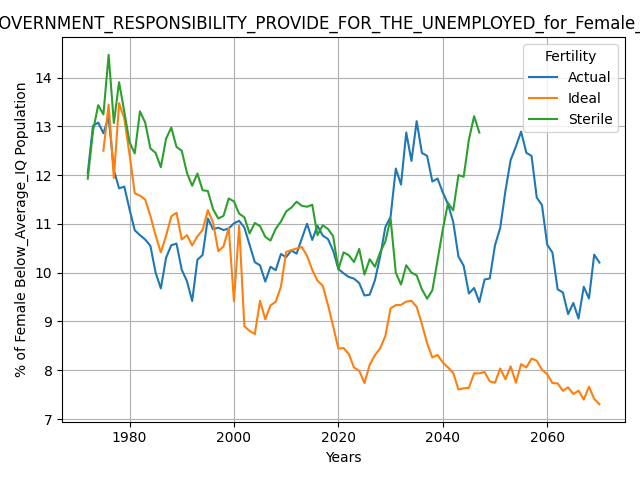 OVERNMENT_RESPONSIBILITY_PROVIDE_FOR_THE_UNEMPLOYED_for_Female_
Fertility
Actual
Ideal
Sterile
% of Female Below_Average_IQ Population
14
13
12
11
10
9
8
7
1980
2000
2020
2040
2060
Years